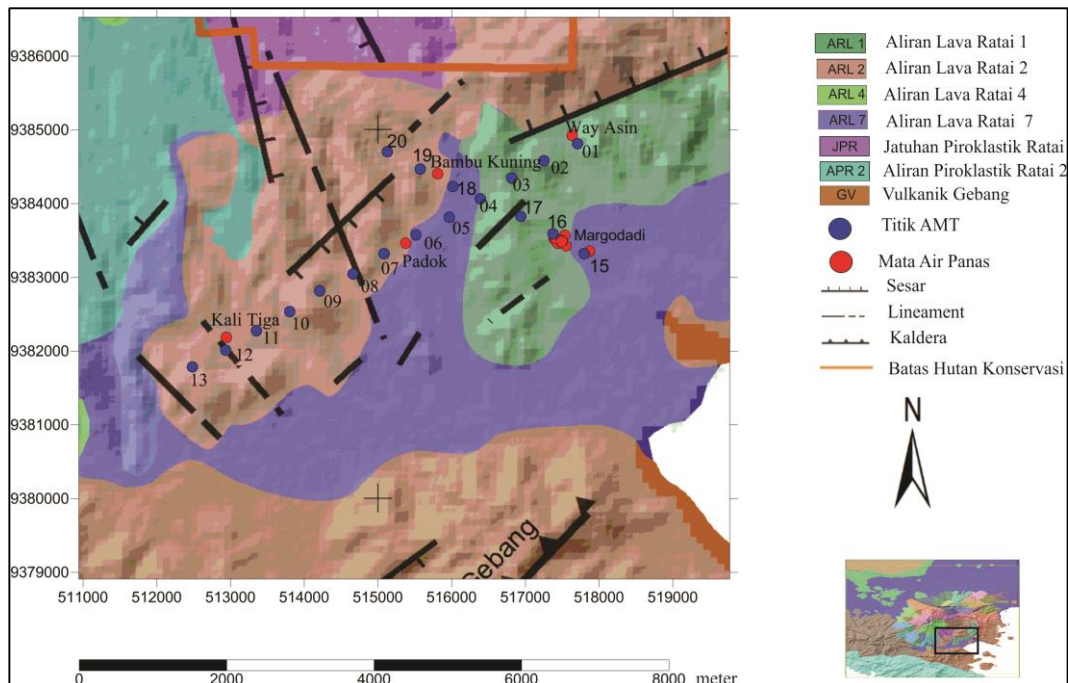 9386000
9385000
9384000
9383000
9382000
9381000
9380000
9379000
511000 512000 513000 514000 515000 516000 517000 518000 519000
Way Asin
01
02
03
04
20
19
Bambu Kuning
18
17
05
16
Margodadi
15
06
Padok
07
08
09
10
Kali Tiga
11
12
13
Gebang
0 2000 4000 6000 8000 meter
ARL 1 Aliran Lava Ratai 1
ARL 2 Aliran Lava Ratai 2
ARL 4 Aliran Lava Ratai 4
ARL 7 Aliran Lava Ratai 7
JPR Jatuhan Piroklastik Ratai
APR 2 Aliran Piroklastik Ratai 2
GV Vulkanik Gebang
Titik AMT
Mata Air Panas
Sesar
Lineament
Kaldera
Batas Hutan Konservasi
N